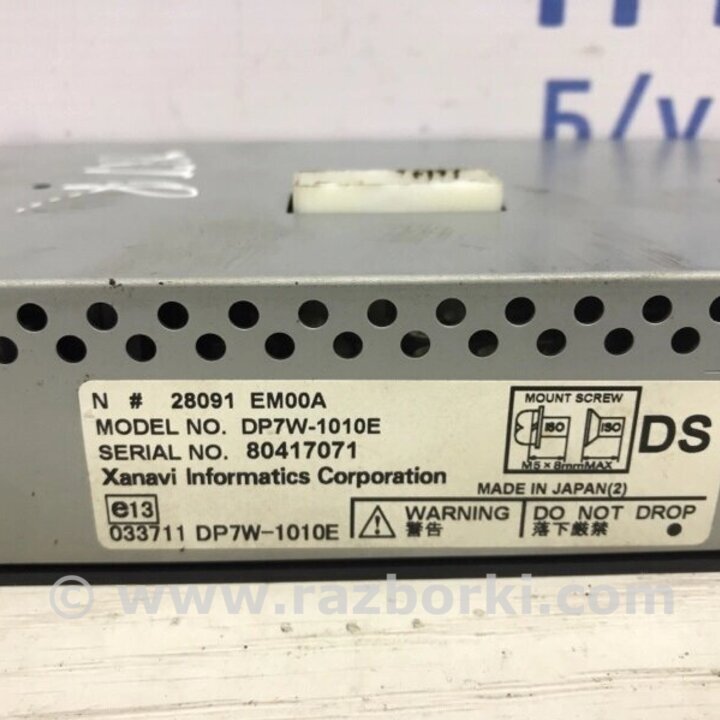 Б/у
N # 28091 EM00A
MODEL NO. DP7W-1010E
SERIAL NO. 80417071
Xanavi Informatics Corporation
MOUNT SCREW
ISO ISO
M5×8mmMAX
DS
MADE IN JAPAN(2)
e13
033711 DP7W-1010E
WARNING
警告
DO NOT DROP
落下厳禁
© www.razborki.com